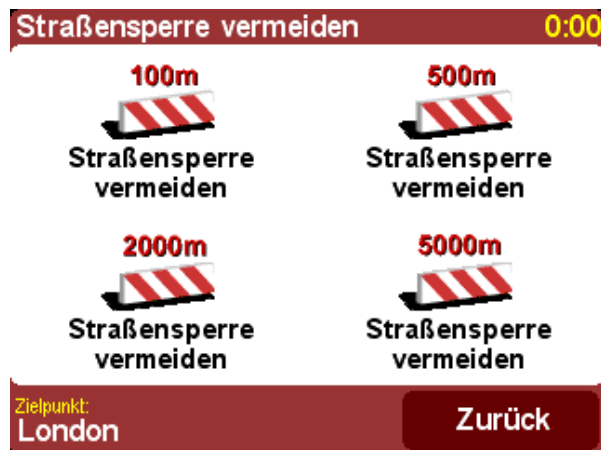 Straßensperre vermeiden 0:00
100m
Straßensperre
vermeiden
500m
Straßensperre
vermeiden
2000m
Straßensperre
vermeiden
5000m
Straßensperre
vermeiden
Zielpunkt:
London
Zurück